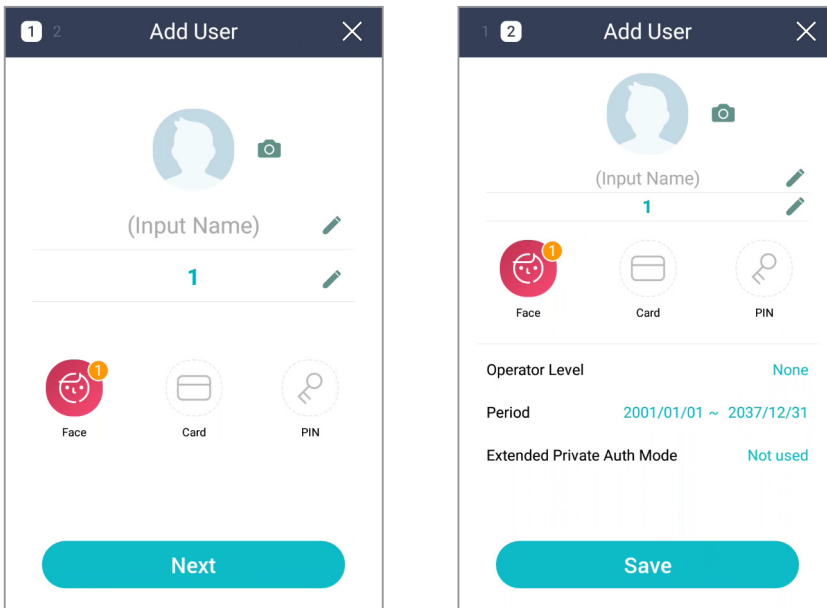 1 2 Add User
(Input Name)
1
1
Face Card PIN
Next
1 2 Add User
(Input Name)
1
1
Face Card PIN
Operator Level None
Period 2001/01/01 ~ 2037/12/31
Extended Private Auth Mode Not used
Save